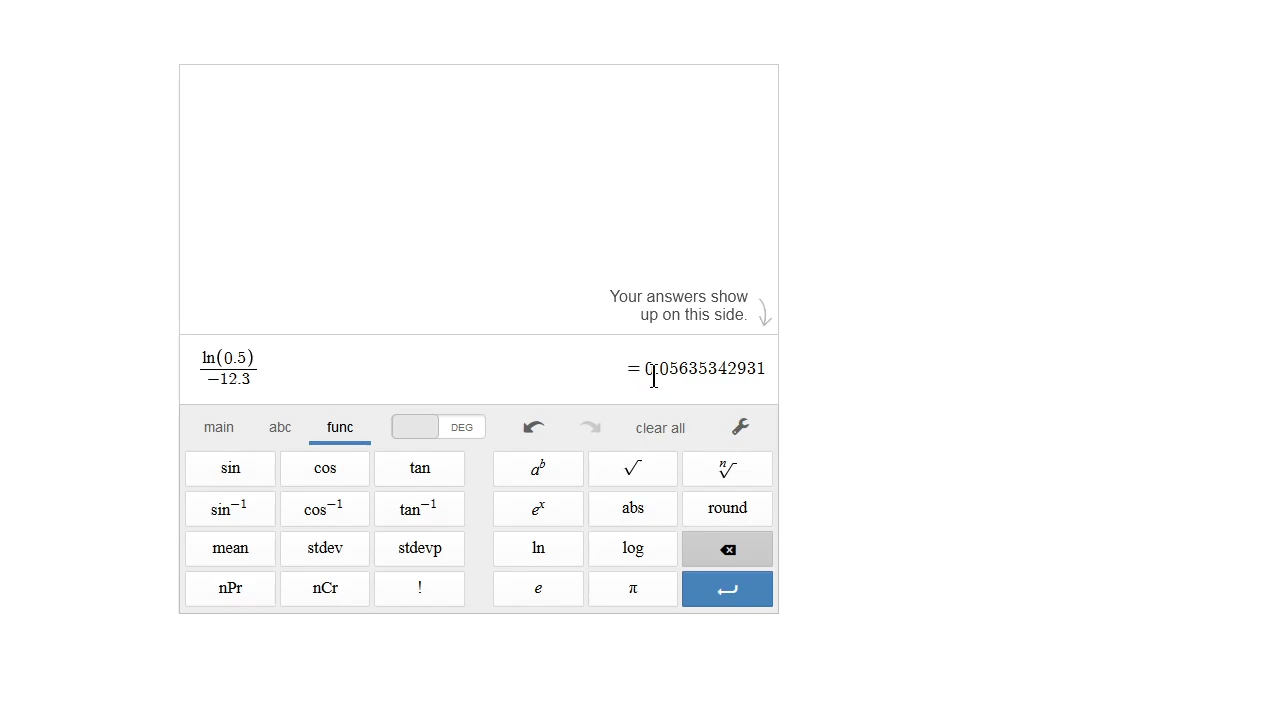 Your answers show
up on this side.
ln(0.5)
−12.3
= 0.05635342931
main abc func DEG clear all
sin cos tan aᵇ √ ⁿ√
sin⁻¹ cos⁻¹ tan⁻¹ eˣ abs round
mean stdev stdevp ln log
nPr nCr ! e π